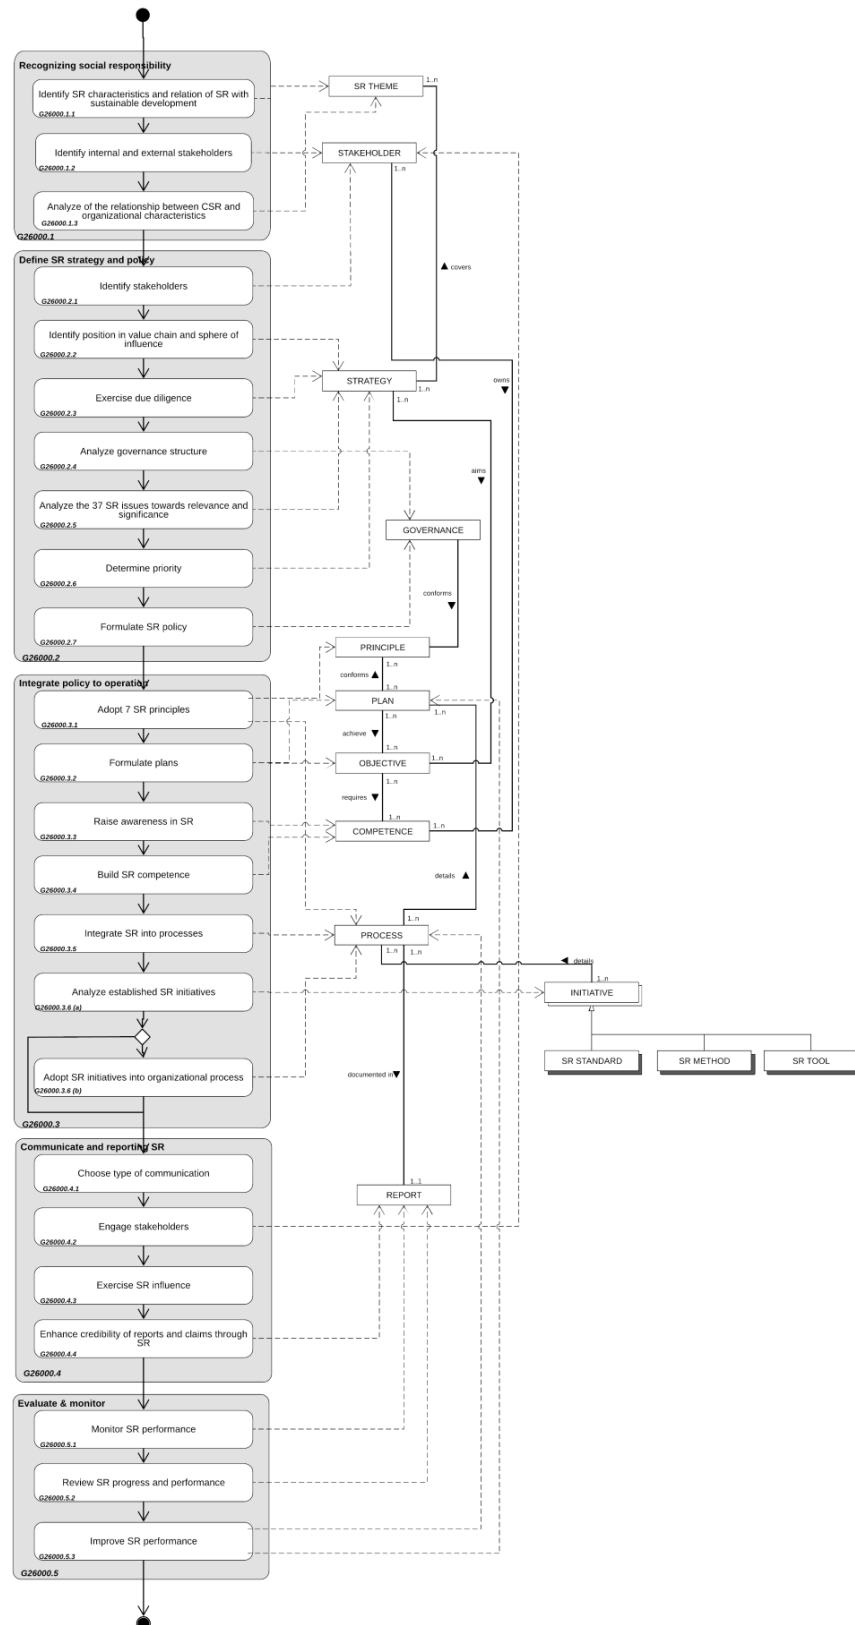 Recognizing social responsibility
Identify SR characteristics and relation of SR with
sustainable development
G26000.1.1
Identify internal and external stakeholders
G26000.1.2
Analyze of the relationship between CSR and
organizational characteristics
G26000.1.3
G26000.1
Define SR strategy and policy
Identify stakeholders
G26000.2.1
Identify position in value chain and sphere of
influence
G26000.2.2
Exercise due diligence
G26000.2.3
Analyze governance structure
G26000.2.4
Analyze the 37 SR issues towards relevance and
significance
G26000.2.5
Determine priority
G26000.2.6
Formulate SR policy
G26000.2.7
G26000.2
Integrate policy to operation
Adopt 7 SR principles
G26000.3.1
Formulate plans
G26000.3.2
Raise awareness in SR
G26000.3.3
Build SR competence
G26000.3.4
Integrate SR into processes
G26000.3.5
Analyze established SR initiatives
G26000.3.6 (a)
Adopt SR initiatives into organizational process
G26000.3.6 (b)
G26000.3
Communicate and reporting SR
Choose type of communication
G26000.4.1
Engage stakeholders
G26000.4.2
Exercise SR influence
G26000.4.3
Enhance credibility of reports and claims through
SR
G26000.4.4
G26000.4
Evaluate & monitor
Monitor SR performance
G26000.5.1
Review SR progress and performance
G26000.5.2
Improve SR performance
G26000.5.3
G26000.5
SR THEME
1..n
STAKEHOLDER
1..n
covers
STRATEGY
1..n
1..n
owns
aims
GOVERNANCE
conforms
PRINCIPLE
1..n
conforms
1..n
PLAN
1..n
1..n
achieve
1..n
OBJECTIVE
1..n
1..n
requires
1..n
COMPETENCE
1..n
details
1..n
PROCESS
1..n
1..n
details
1..n
INITIATIVE
SR STANDARD
SR METHOD
SR TOOL
documented in
1..1
REPORT